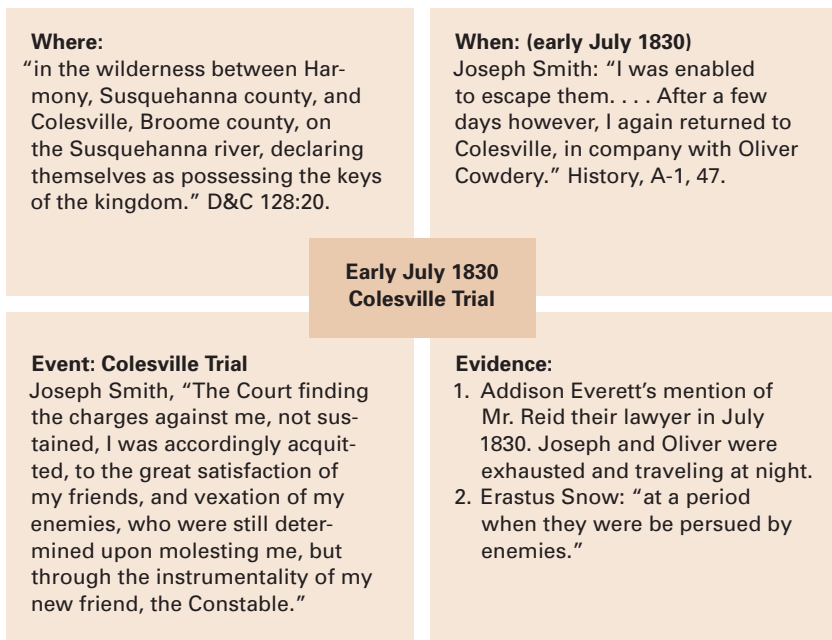 Where:
“in the wilderness between Har-
mony, Susquehanna county, and
Colesville, Broome county, on
the Susquehanna river, declaring
themselves as possessing the keys
of the kingdom.” D&C 128:20.
When: (early July 1830)
Joseph Smith: “I was enabled
to escape them. . . . After a few
days however, I again returned to
Colesville, in company with Oliver
Cowdery.” History, A-1, 47.
Early July 1830
Colesville Trial
Event: Colesville Trial
Joseph Smith, “The Court finding
the charges against me, not sus-
tained, I was accordingly acquit-
ted, to the great satisfaction of
my friends, and vexation of my
enemies, who were still deter-
mined upon molesting me, but
through the instrumentality of my
new friend, the Constable.”
Evidence:
1. Addison Everett’s mention of
Mr. Reid their lawyer in July
1830. Joseph and Oliver were
exhausted and traveling at night.
2. Erastus Snow: “at a period
when they were be persued by
enemies.”